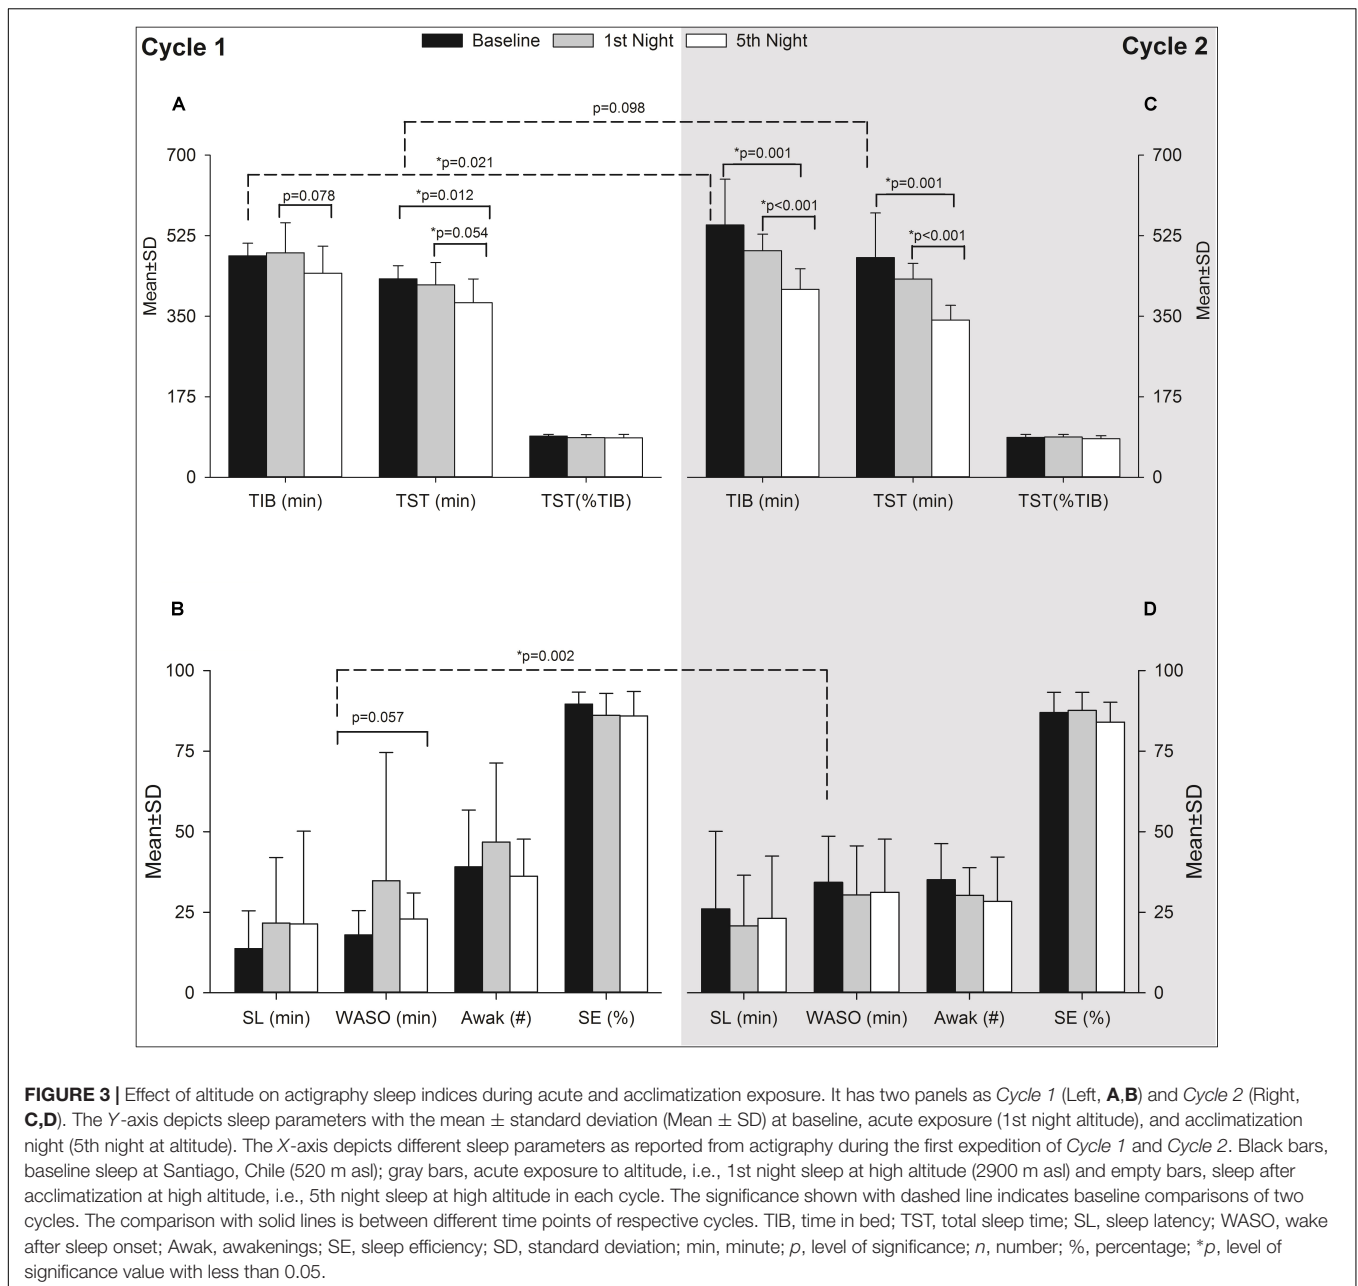 Cycle 1
Baseline 1st Night 5th Night
Cycle 2
A
C
p=0.098
*p=0.021
p=0.078
*p=0.012
*p=0.054
*p=0.001
*p<0.001
*p=0.001
*p<0.001
700
525
350
175
0
Mean±SD
TIB (min) TST (min) TST(%TIB)
TIB (min) TST (min) TST(%TIB)
700
525
350
175
0
Mean±SD
B
D
*p=0.002
p=0.057
100
75
50
25
0
Mean±SD
SL (min) WASO (min) Awak (#) SE (%)
SL (min) WASO (min) Awak (#) SE (%)
100
75
50
25
0
Mean±SD
FIGURE 3 | Effect of altitude on actigraphy sleep indices during acute and acclimatization exposure. It has two panels as Cycle 1 (Left, A,B) and Cycle 2 (Right,
C,D). The Y-axis depicts sleep parameters with the mean ± standard deviation (Mean ± SD) at baseline, acute exposure (1st night altitude), and acclimatization
night (5th night at altitude). The X-axis depicts different sleep parameters as reported from actigraphy during the first expedition of Cycle 1 and Cycle 2. Black bars,
baseline sleep at Santiago, Chile (520 m asl); gray bars, acute exposure to altitude, i.e., 1st night sleep at high altitude (2900 m asl) and empty bars, sleep after
acclimatization at high altitude, i.e., 5th night sleep at high altitude in each cycle. The significance shown with dashed line indicates baseline comparisons of two
cycles. The comparison with solid lines is between different time points of respective cycles. TIB, time in bed; TST, total sleep time; SL, sleep latency; WASO, wake
after sleep onset; Awak, awakenings; SE, sleep efficiency; SD, standard deviation; min, minute; p, level of significance; n, number; %, percentage; *p, level of
significance value with less than 0.05.